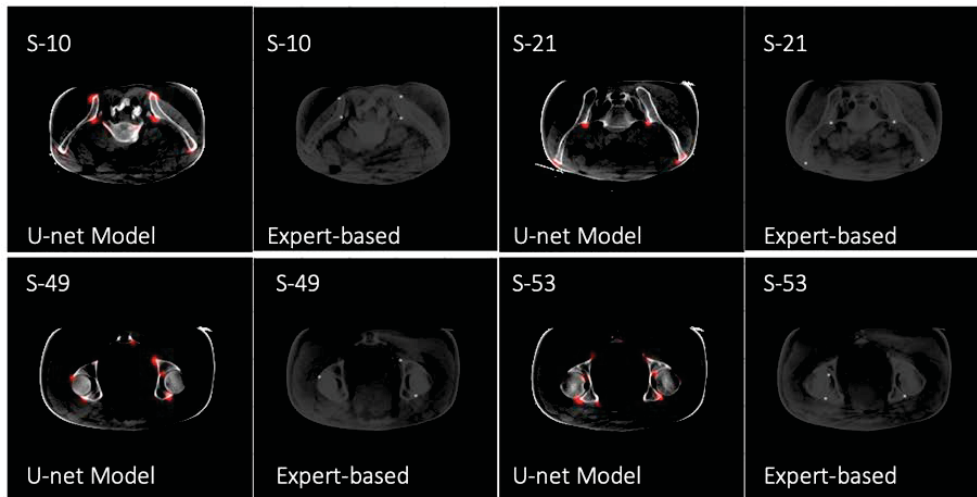 S-10
S-10
S-21
S-21
U-net Model
Expert-based
U-net Model
Expert-based
S-49
S-49
S-53
S-53
U-net Model
Expert-based
U-net Model
Expert-based